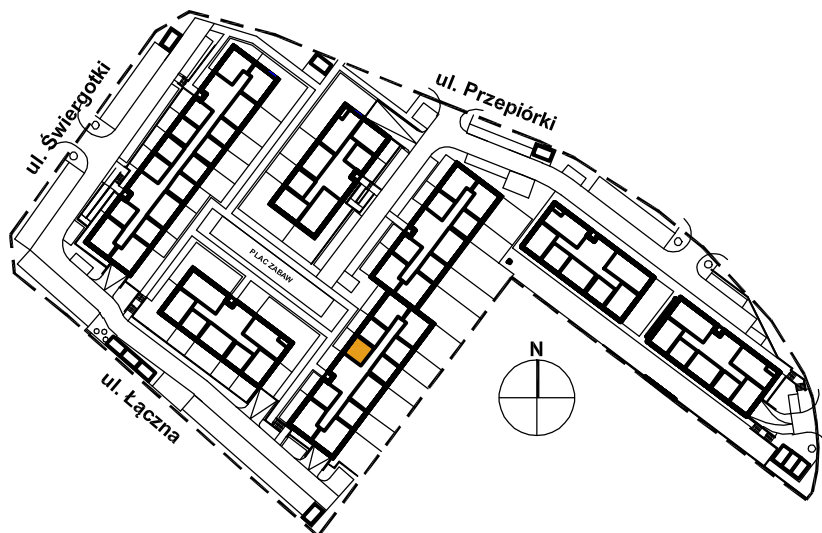 ul. Świergotki
ul. Przepiórki
PLAC ZABAW
N
ul. Łączna